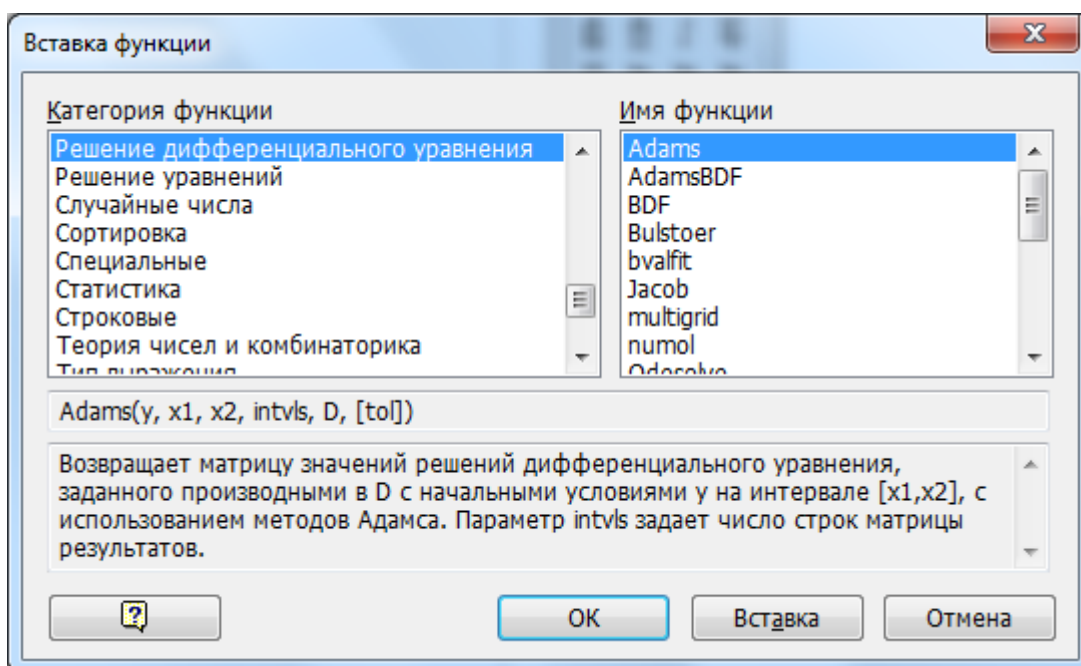 Вставка функции
Категория функции
Решение дифференциального уравнения
Решение уравнений
Случайные числа
Сортировка
Специальные
Статистика
Строковые
Теория чисел и комбинаторика
Тип выражения
Имя функции
Adams
AdamsBDF
BDF
Bulstoer
bvalfit
Jacob
multigrid
numol
Odesolve
Adams(y, x1, x2, intvls, D, [tol])
Возвращает матрицу значений решений дифференциального уравнения,
заданного производными в D с начальными условиями y на интервале [x1,x2], с
использованием методов Адамса. Параметр intvls задает число строк матрицы
результатов.
OK
Вставка
Отмена